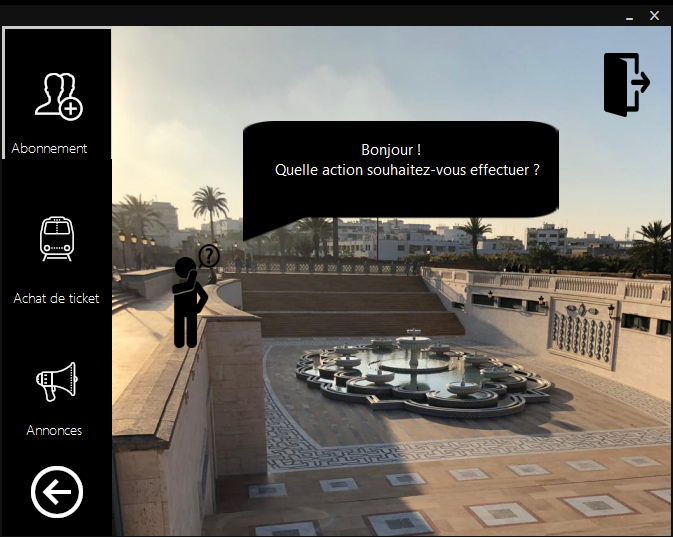 Abonnement
Achat de ticket
Annonces
Bonjour !
Quelle action souhaitez-vous effectuer ?
?